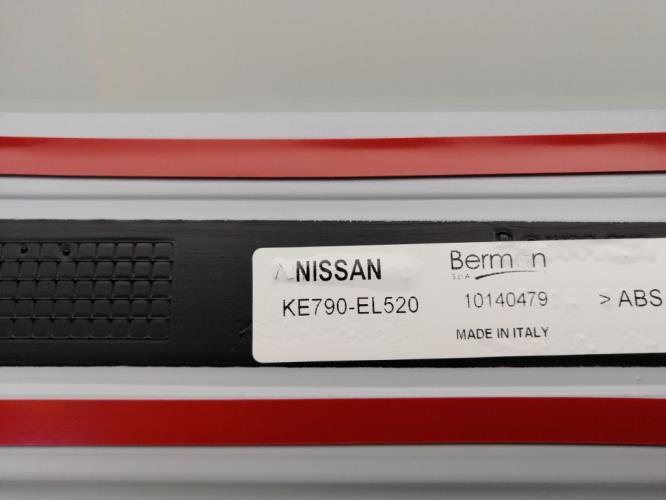 NISSAN
KE790-EL520
Berman
S.p.A.
10140479
> ABS
MADE IN ITALY